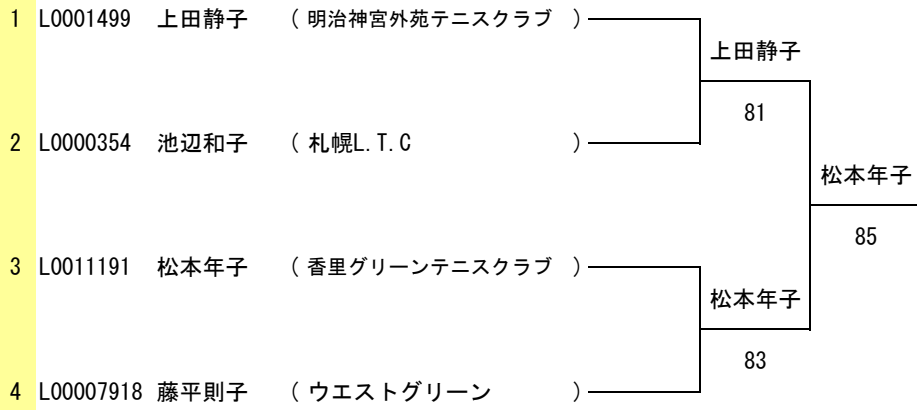 1 L0001499 上田静子 (明治神宮外苑テニスクラブ )
上田静子
81
2 L0000354 池辺和子 (札幌L.T.C )
松本年子
85
3 L0011191 松本年子 (香里グリーンテニスクラブ )
松本年子
83
4 L00007918 藤平則子 (ウエストグリーン )